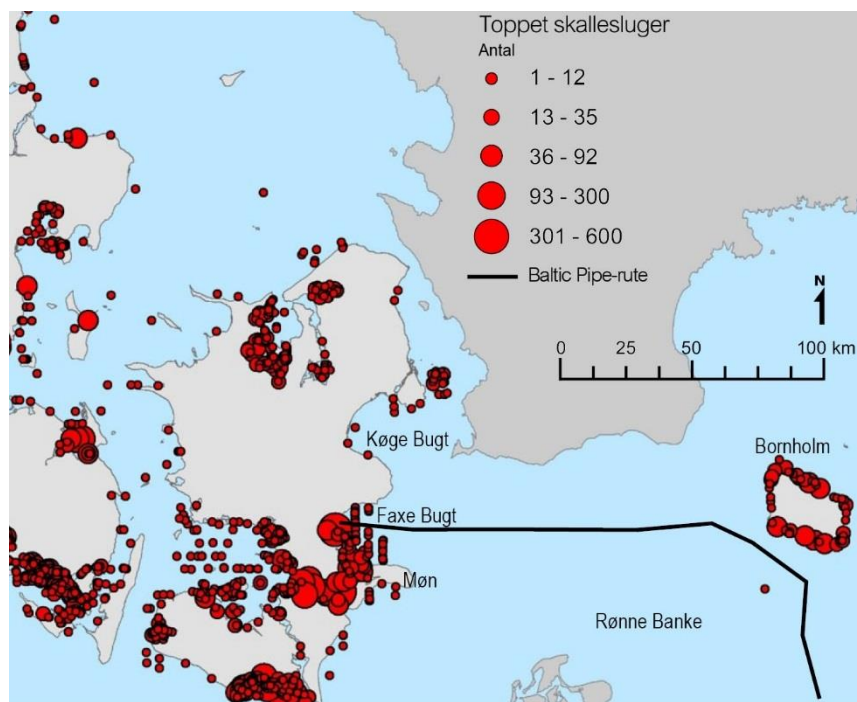 Toppet skallesluger
Antal
1 - 12
13 - 35
36 - 92
93 - 300
301 - 600
Baltic Pipe-rute
N
0 25 50 100 km
Køge Bugt
Bornholm
Faxe Bugt
Møn
Rønne Banke